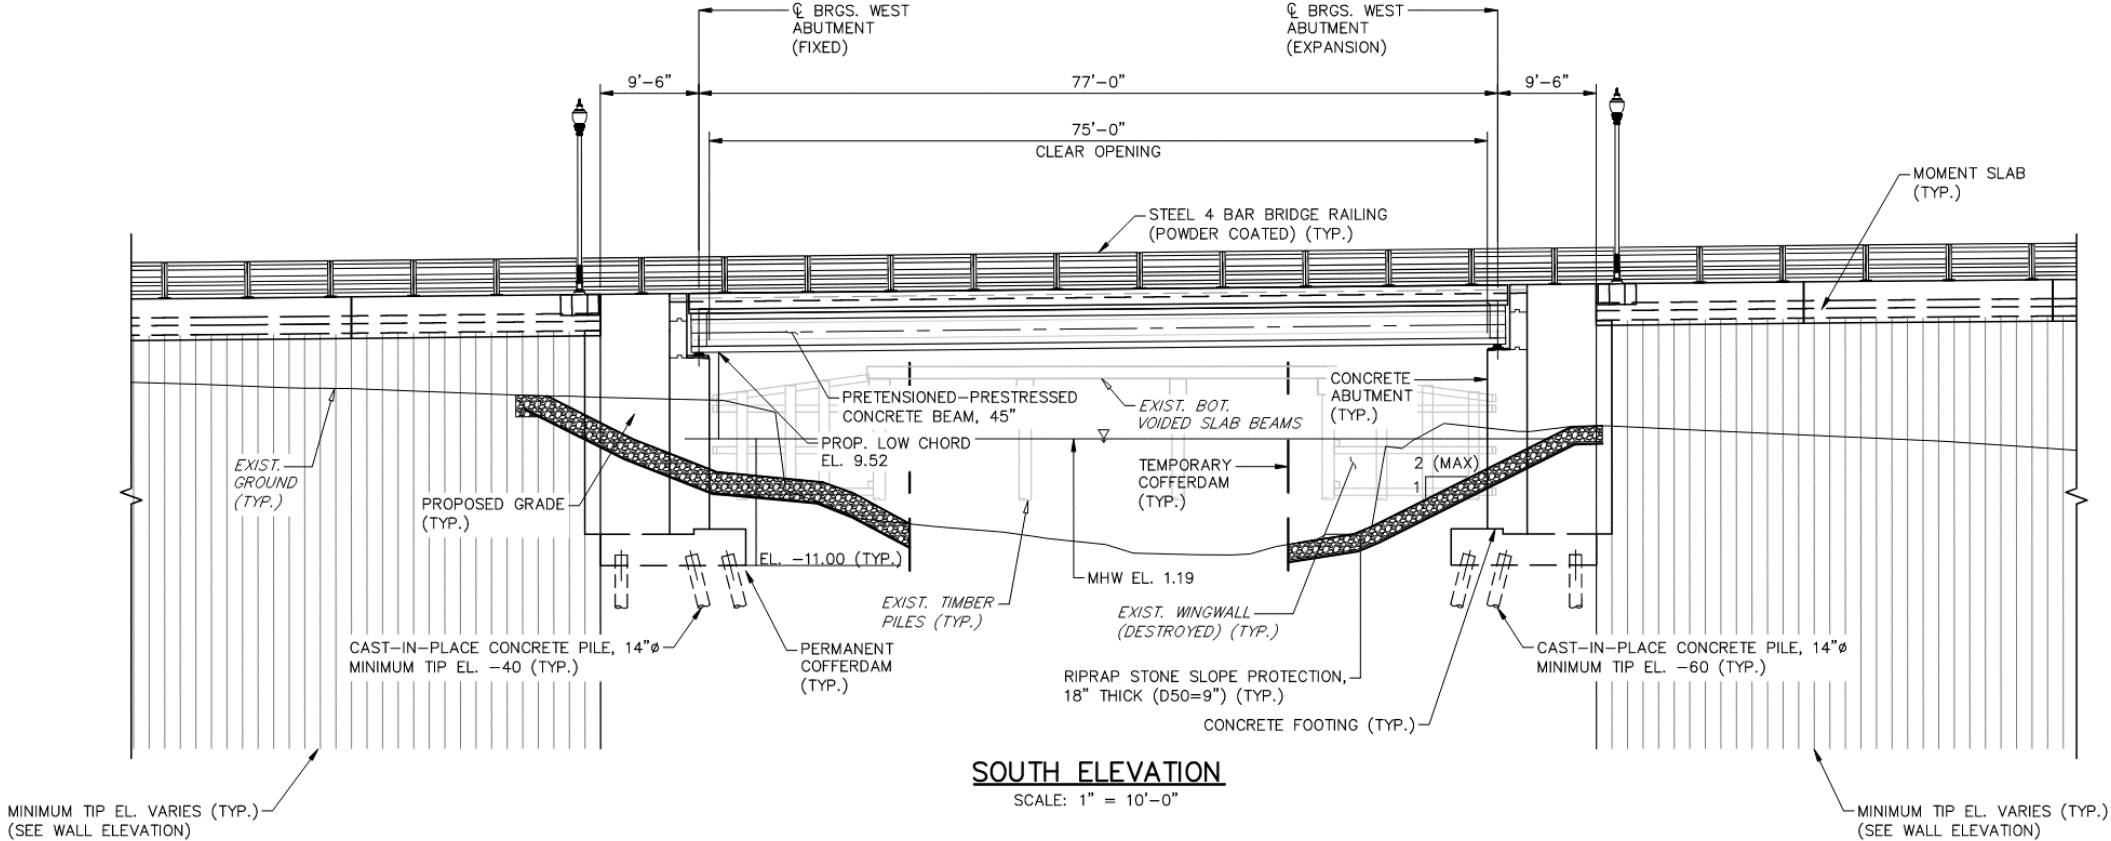 ℄ BRGS. WEST
ABUTMENT
(FIXED)
℄ BRGS. WEST
ABUTMENT
(EXPANSION)
9'-6"
77'-0"
9'-6"
75'-0"
CLEAR OPENING
MOMENT SLAB
(TYP.)
STEEL 4 BAR BRIDGE RAILING
(POWDER COATED) (TYP.)
PRETENSIONED-PRESTRESSED
CONCRETE BEAM, 45"
CONCRETE
ABUTMENT
(TYP.)
EXIST. BOT.
VOIDED SLAB BEAMS
PROP. LOW CHORD
EL. 9.52
EXIST.
GROUND
(TYP.)
TEMPORARY
COFFERDAM
(TYP.)
2 (MAX)
1
PROPOSED GRADE
(TYP.)
EL. -11.00 (TYP.)
MHW EL. 1.19
EXIST. TIMBER
PILES (TYP.)
EXIST. WINGWALL
(DESTROYED) (TYP.)
CAST-IN-PLACE CONCRETE PILE, 14"ø
MINIMUM TIP EL. -40 (TYP.)
PERMANENT
COFFERDAM
(TYP.)
CAST-IN-PLACE CONCRETE PILE, 14"ø
MINIMUM TIP EL. -60 (TYP.)
RIPRAP STONE SLOPE PROTECTION,
18" THICK (D50=9") (TYP.)
CONCRETE FOOTING (TYP.)
SOUTH ELEVATION
SCALE: 1" = 10'-0"
MINIMUM TIP EL. VARIES (TYP.)
(SEE WALL ELEVATION)
MINIMUM TIP EL. VARIES (TYP.)
(SEE WALL ELEVATION)